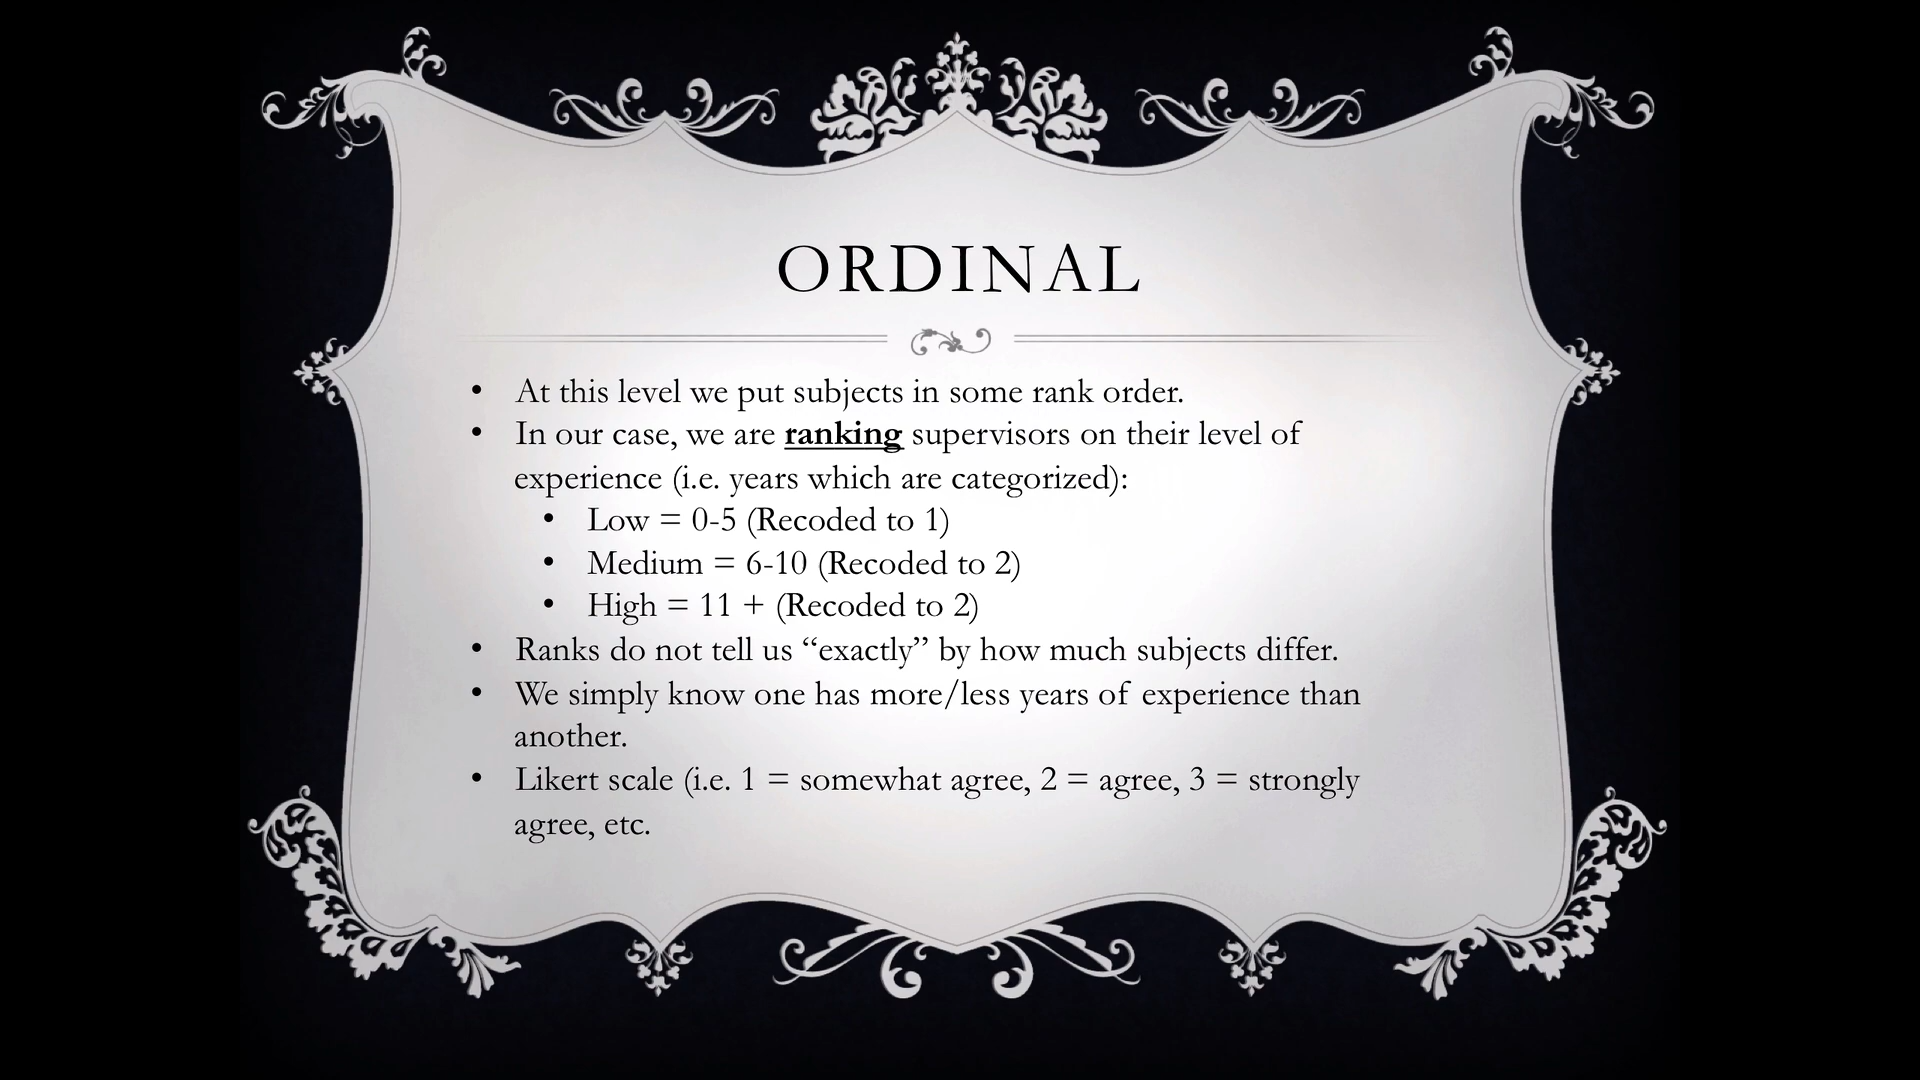 ORDINAL
• At this level we put subjects in some rank order.
• In our case, we are ranking supervisors on their level of
experience (i.e. years which are categorized):
• Low = 0-5 (Recoded to 1)
• Medium = 6-10 (Recoded to 2)
• High = 11 + (Recoded to 2)
• Ranks do not tell us “exactly” by how much subjects differ.
• We simply know one has more/less years of experience than
another.
• Likert scale (i.e. 1 = somewhat agree, 2 = agree, 3 = strongly
agree, etc.